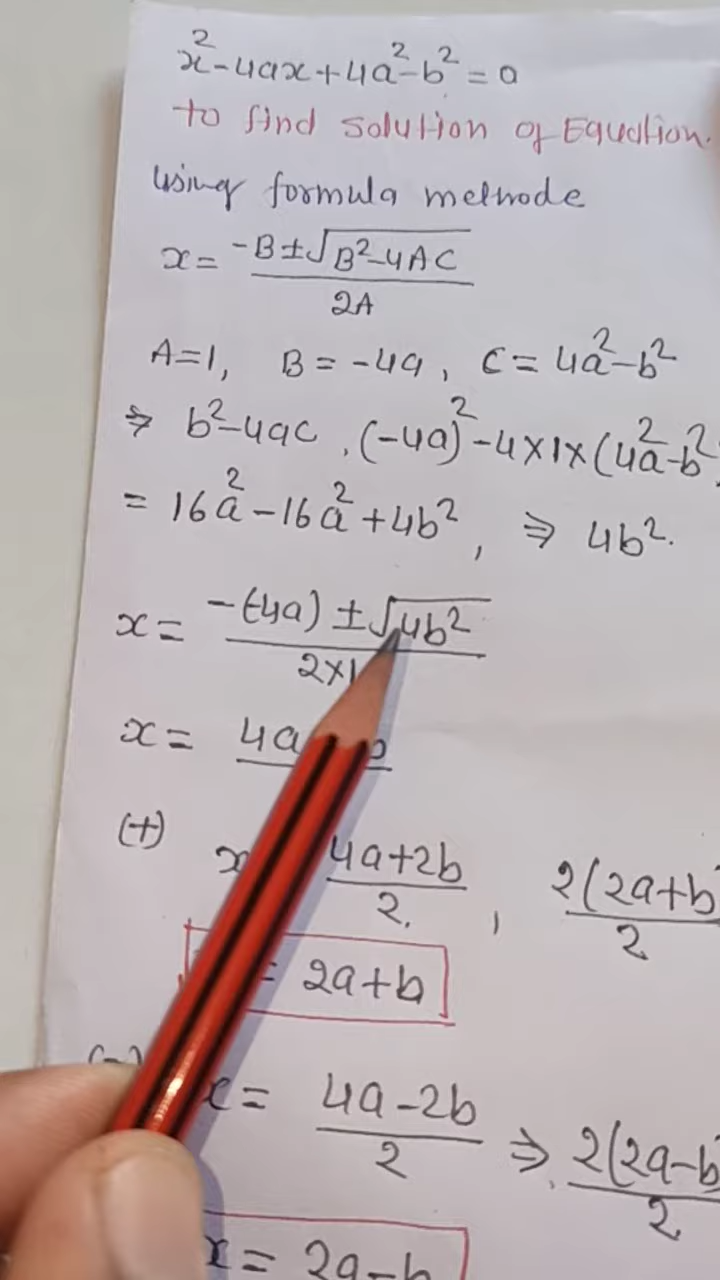 x²-4ax+4a²-b²=0
to find solution of Equation.
using formula methode
x= -B±√B²-4AC / 2A
A=1, B=-4a, C=4a²-b²
⇒ b²-4ac, (-4a)²-4×1×(4a²-b²
= 16a²-16a²+4b², ⇒ 4b².
x= -(-4a)±√4b² / 2×1
x= 4a
(+)
x 4a+2b / 2. , 2(2a+b) / 2
= 2a+b
(-)
x= 4a-2b / 2 ⇒ 2(2a-b / 2
x= 2a-b